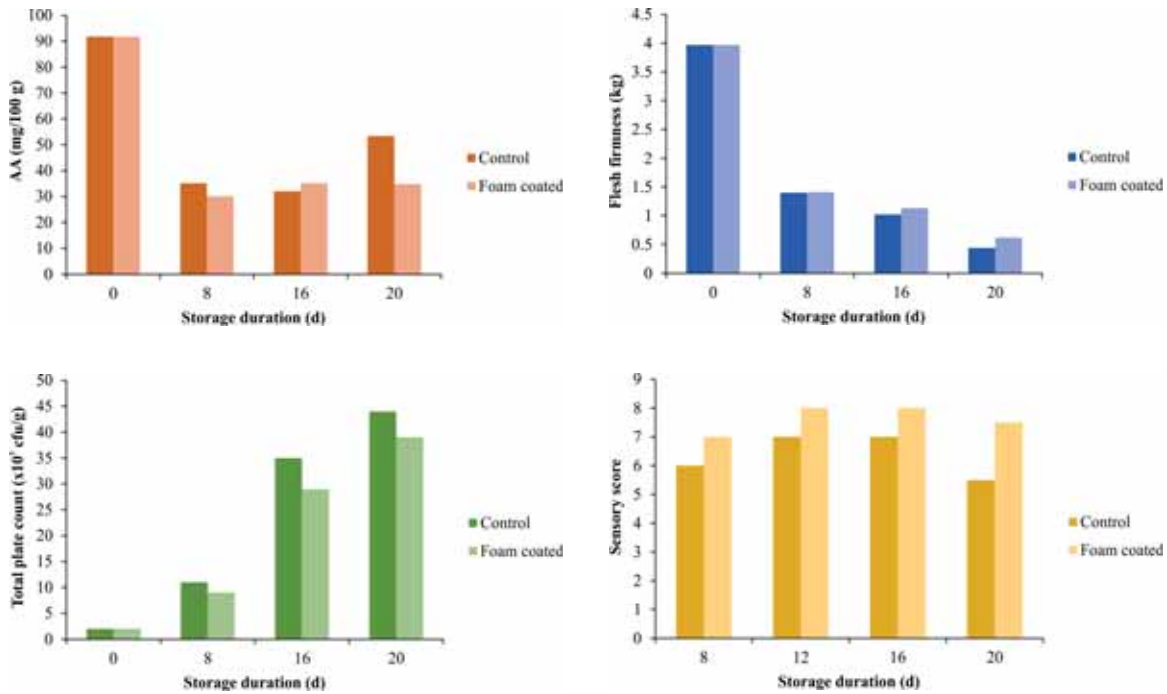 100
90
80
70
60
50
40
30
20
10
0
AA (mg/100 g)
0 8 16 20
Storage duration (d)
Control
Foam coated
4.5
4
3.5
3
2.5
2
1.5
1
0.5
0
Flesh firmness (kg)
0 8 16 20
Storage duration (d)
Control
Foam coated
50
45
40
35
30
25
20
15
10
5
0
Total plate count cfu/g)
0 8 16 20
Storage duration (d)
Control
Foam coated
9
8
7
6
5
4
3
2
1
0
Sensory score
8 12 16 20
Storage duration (d)
Control
Foam coated